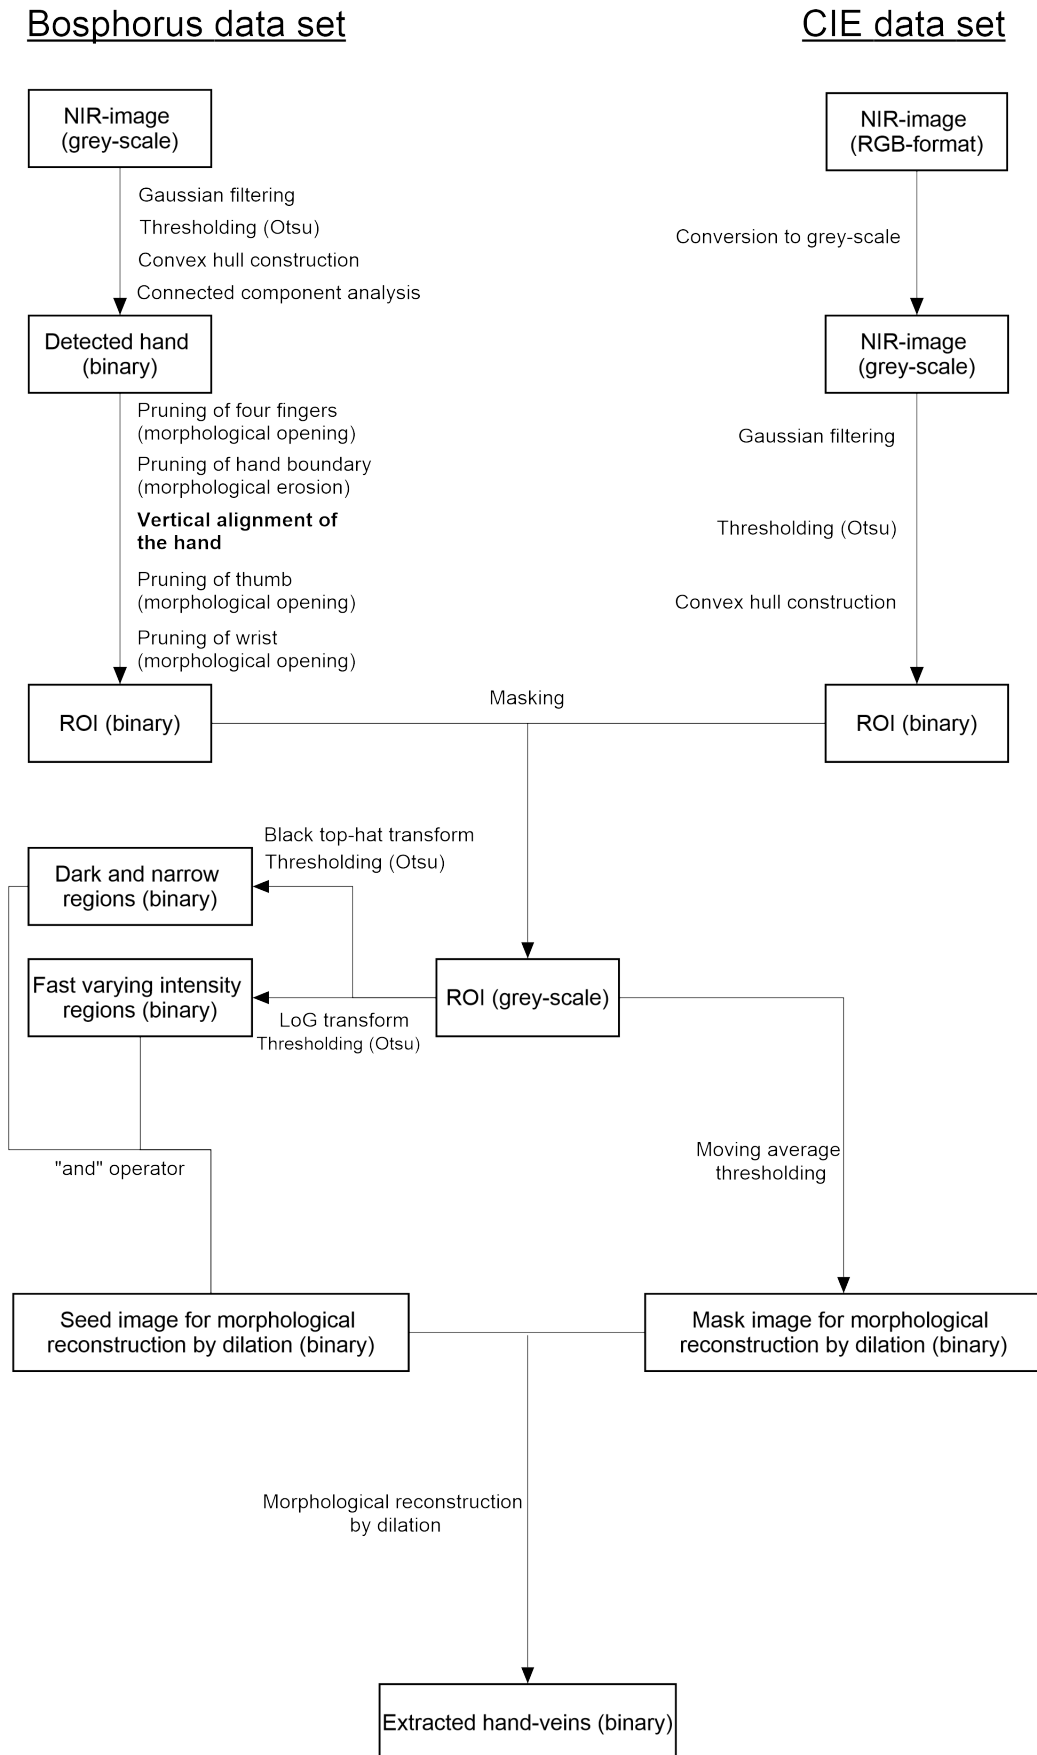 Bosphorus data set
CIE data set
NIR-image
(grey-scale)
NIR-image
(RGB-format)
Gaussian filtering
Thresholding (Otsu)
Convex hull construction
Connected component analysis
Conversion to grey-scale
Detected hand
(binary)
NIR-image
(grey-scale)
Pruning of four fingers
(morphological opening)
Pruning of hand boundary
(morphological erosion)
Vertical alignment of
the hand
Pruning of thumb
(morphological opening)
Pruning of wrist
(morphological opening)
Gaussian filtering
Thresholding (Otsu)
Convex hull construction
ROI (binary)
Masking
ROI (binary)
Black top-hat transform
Thresholding (Otsu)
Dark and narrow
regions (binary)
Fast varying intensity
regions (binary)
LoG transform
Thresholding (Otsu)
ROI (grey-scale)
"and" operator
Moving average
thresholding
Seed image for morphological
reconstruction by dilation (binary)
Mask image for morphological
reconstruction by dilation (binary)
Morphological reconstruction
by dilation
Extracted hand-veins (binary)